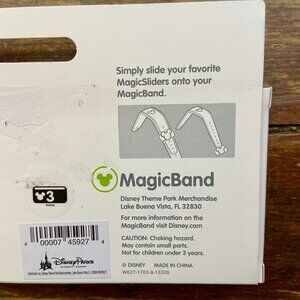 Simply slide your favorite
MagicSliders onto your
MagicBand.
MagicBand
Disney Theme Park Merchandise
Lake Buena Vista, FL 32830
For more information on the
MagicBand visit Disney.com
CAUTION: Choking hazard.
May contain small parts.
Not for children under 3 years.
© DISNEY MADE IN CHINA
3
4 00007 45927 4
Disney Parks